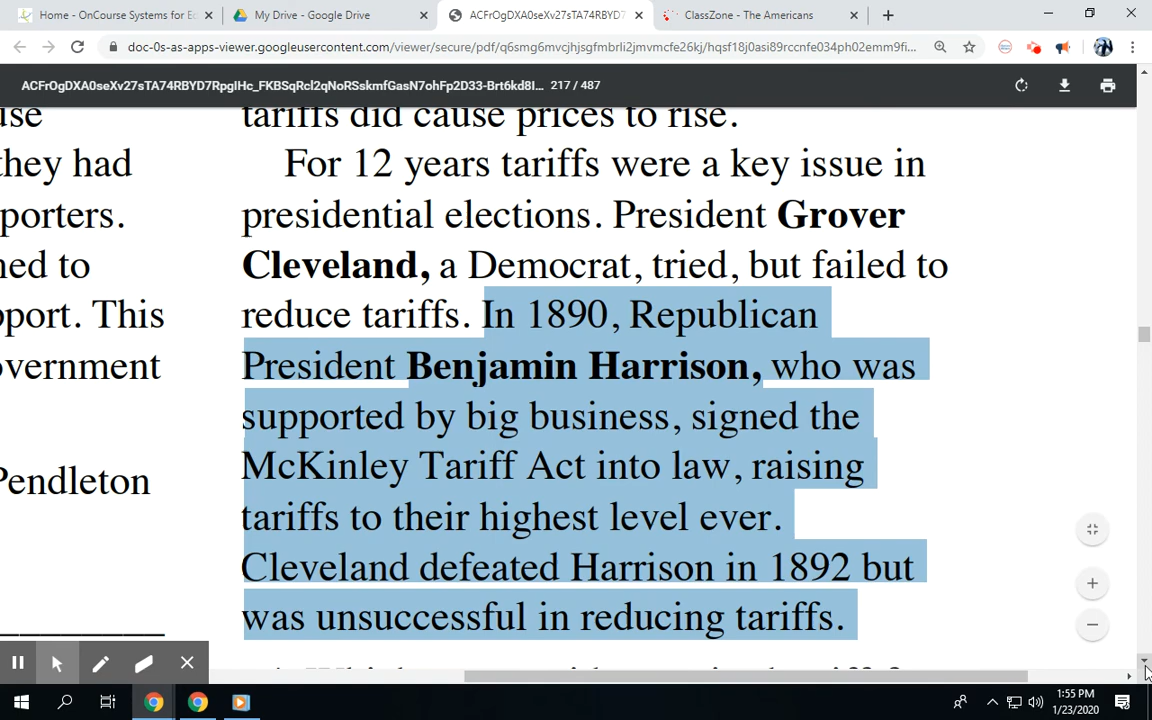 Home - OnCourse Systems for Ed
My Drive - Google Drive
ACFrOgDXA0seXv27sTA74RBYD7
ClassZone - The Americans
doc-0s-as-apps-viewer.googleusercontent.com/viewer/secure/pdf/q6smg6mvcjhjsgfmbrli2jmvmcfe26kj/hqsf18j0asi89rccnfe034ph02emm9fi...
ACFrOgDXA0seXv27sTA74RBYD7RpgIHc_FKBSqRcl2qNoRSskmfGasN7ohFp2D33-Brt6kd8I... 217 / 487
use
they had
porters.
ned to
pport. This
overnment
Pendleton
tariffs did cause prices to rise.
For 12 years tariffs were a key issue in
presidential elections. President Grover
Cleveland, a Democrat, tried, but failed to
reduce tariffs. In 1890, Republican
President Benjamin Harrison, who was
supported by big business, signed the
McKinley Tariff Act into law, raising
tariffs to their highest level ever.
Cleveland defeated Harrison in 1892 but
was unsuccessful in reducing tariffs.
1:55 PM
1/23/2020